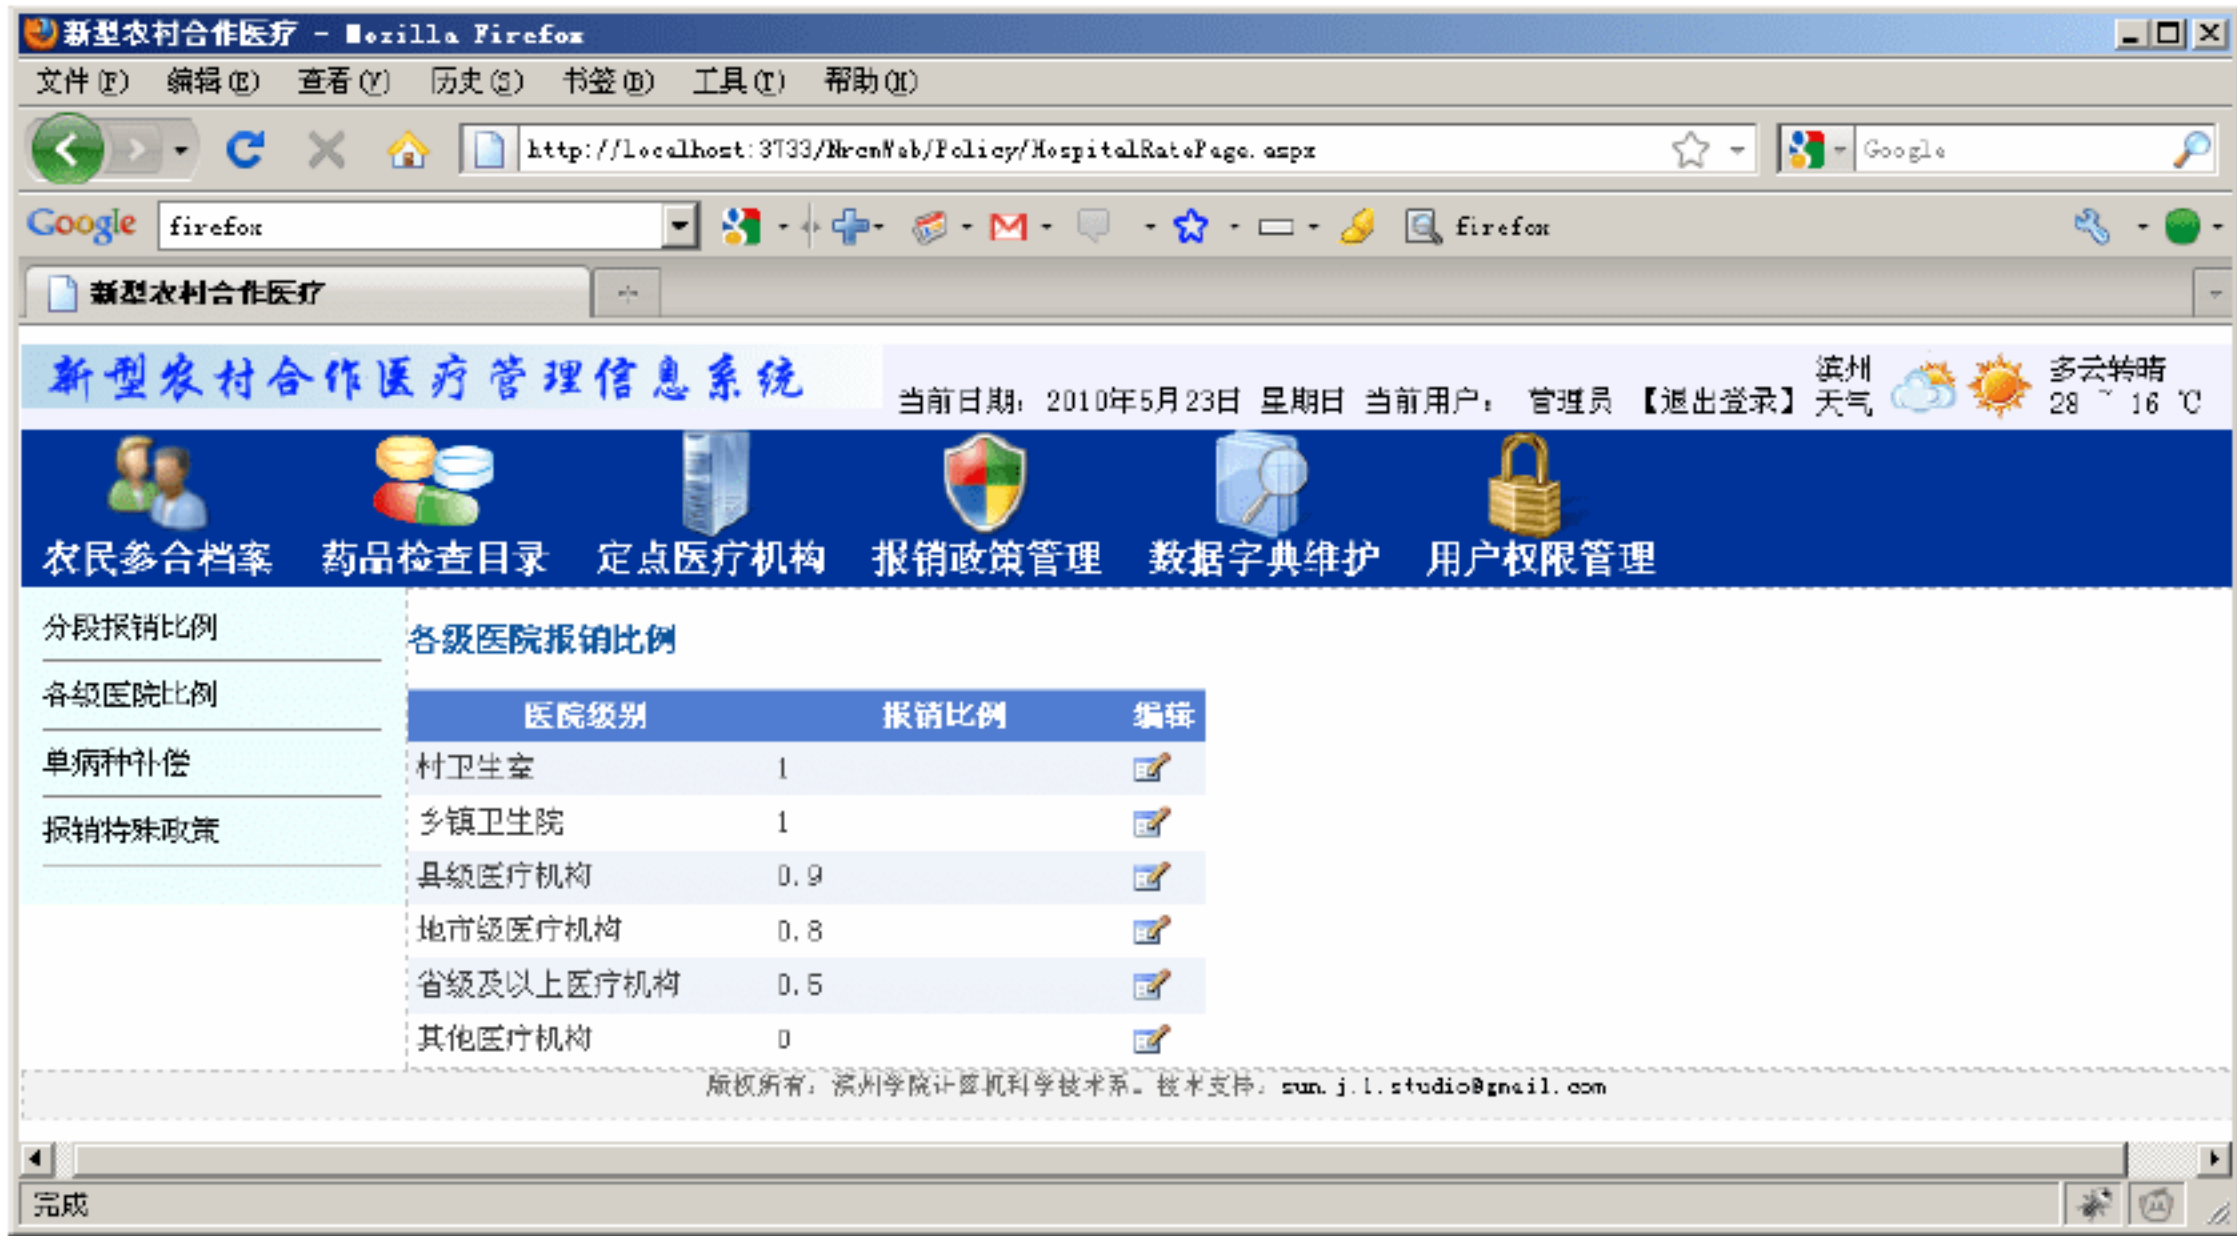 新型农村合作医疗 - Mozilla Firefox
文件(F) 编辑(E) 查看(V) 历史(S) 书签(B) 工具(T) 帮助(H)
http://localhost:3733/NrcmWeb/Policy/HospitalRatePage.aspx Google
Google firefox firefox
新型农村合作医疗
新型农村合作医疗管理信息系统 当前日期: 2010年5月23日 星期日 当前用户: 管理员 【退出登录】 滨州天气 多云转晴 28 ~ 16 ℃
农民参合档案 药品检查目录 定点医疗机构 报销政策管理 数据字典维护 用户权限管理
分段报销比例
各级医院比例
单病种补偿
报销特殊政策
各级医院报销比例
医院级别 报销比例 编辑
村卫生室 1
乡镇卫生院 1
县级医疗机构 0.9
地市级医疗机构 0.8
省级及以上医疗机构 0.5
其他医疗机构 0
版权所有: 滨州学院计算机科学技术系。技术支持: sun.j.l.studio@gmail.com
完成